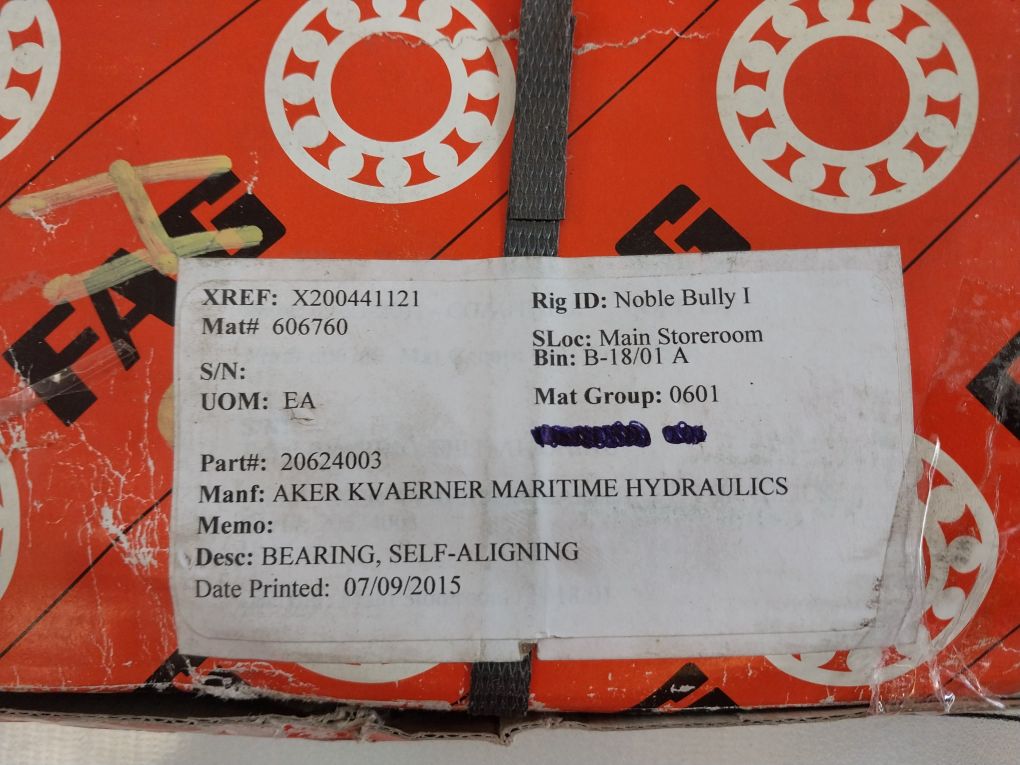 FAG
XREF: X200441121
Mat# 606760
S/N:
UOM: EA
Part#: 20624003
Manf: AKER KVAERNER MARITIME HYDRAULICS
Memo:
Desc: BEARING, SELF-ALIGNING
Date Printed: 07/09/2015
Rig ID: Noble Bully I
SLoc: Main Storeroom
Bin: B-18/01 A
Mat Group: 0601